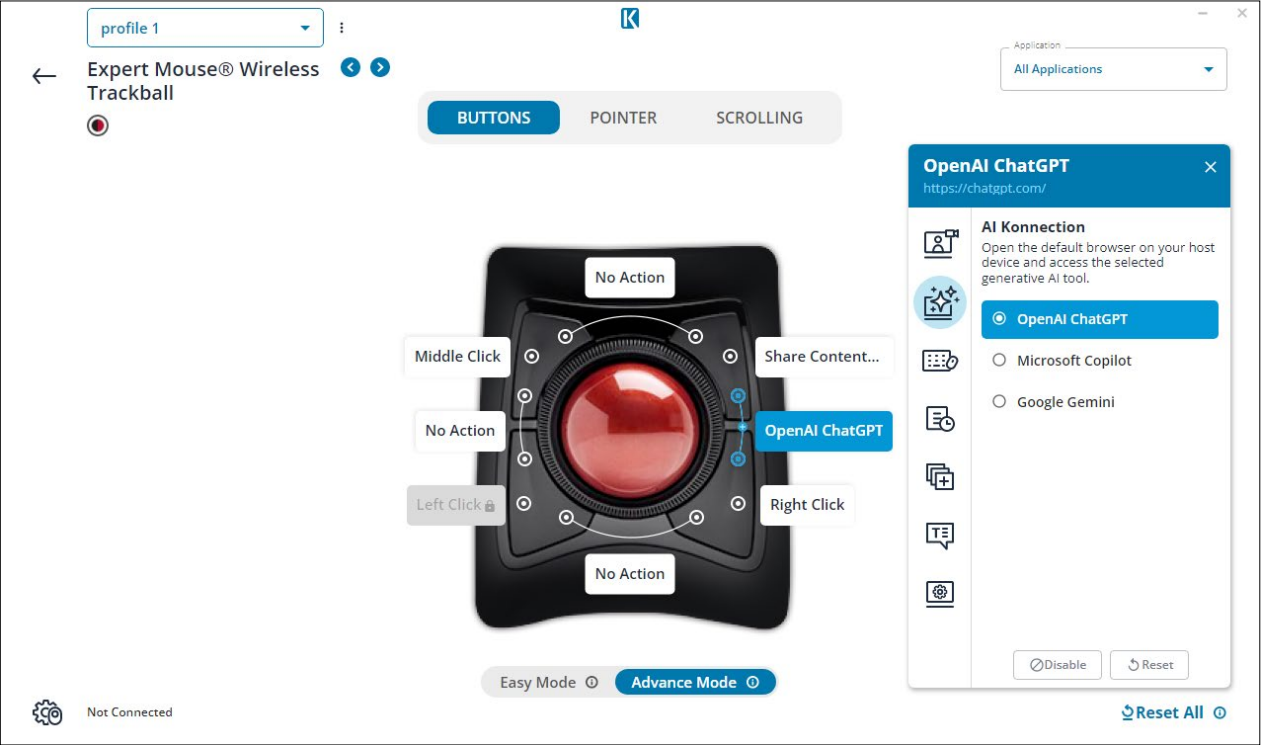 profile 1
Expert Mouse® Wireless
Trackball
Application
All Applications
BUTTONS
POINTER
SCROLLING
OpenAI ChatGPT
https://chatgpt.com/
AI Konnection
Open the default browser on your host
device and access the selected
generative AI tool.
OpenAI ChatGPT
Microsoft Copilot
Google Gemini
No Action
Middle Click
Share Content...
No Action
OpenAI ChatGPT
Left Click
Right Click
No Action
Disable
Reset
Easy Mode
Advance Mode
Not Connected
Reset All